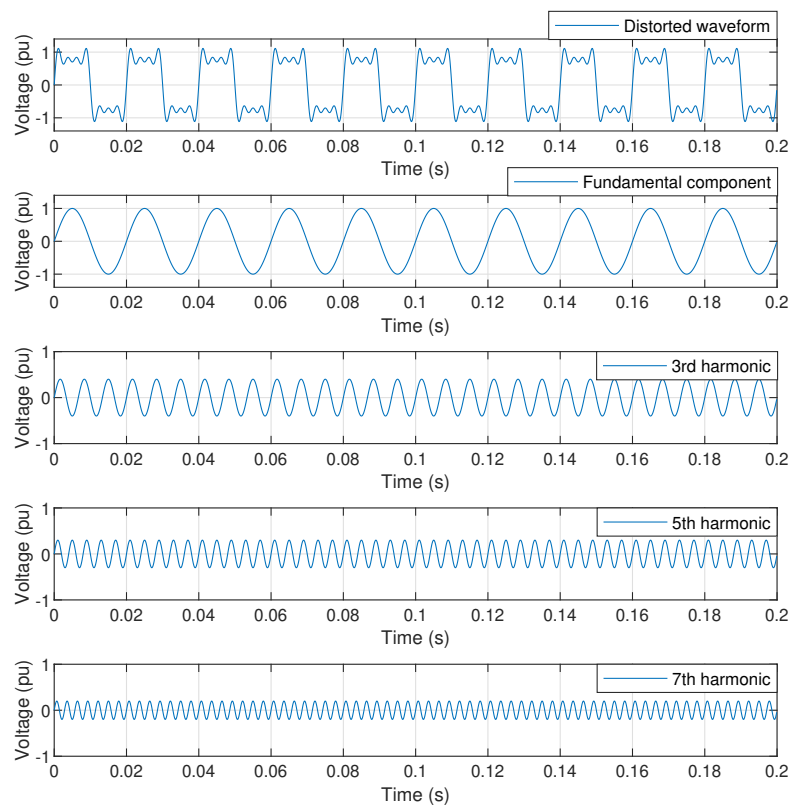 Distorted waveform
Voltage (pu)
1
0
-1
0 0.02 0.04 0.06 0.08 0.1 0.12 0.14 0.16 0.18 0.2
Time (s)
Fundamental component
Voltage (pu)
1
0
-1
0 0.02 0.04 0.06 0.08 0.1 0.12 0.14 0.16 0.18 0.2
Time (s)
3rd harmonic
Voltage (pu)
1
0
-1
0 0.02 0.04 0.06 0.08 0.1 0.12 0.14 0.16 0.18 0.2
Time (s)
5th harmonic
Voltage (pu)
1
0
-1
0 0.02 0.04 0.06 0.08 0.1 0.12 0.14 0.16 0.18 0.2
Time (s)
7th harmonic
Voltage (pu)
1
0
-1
0 0.02 0.04 0.06 0.08 0.1 0.12 0.14 0.16 0.18 0.2
Time (s)